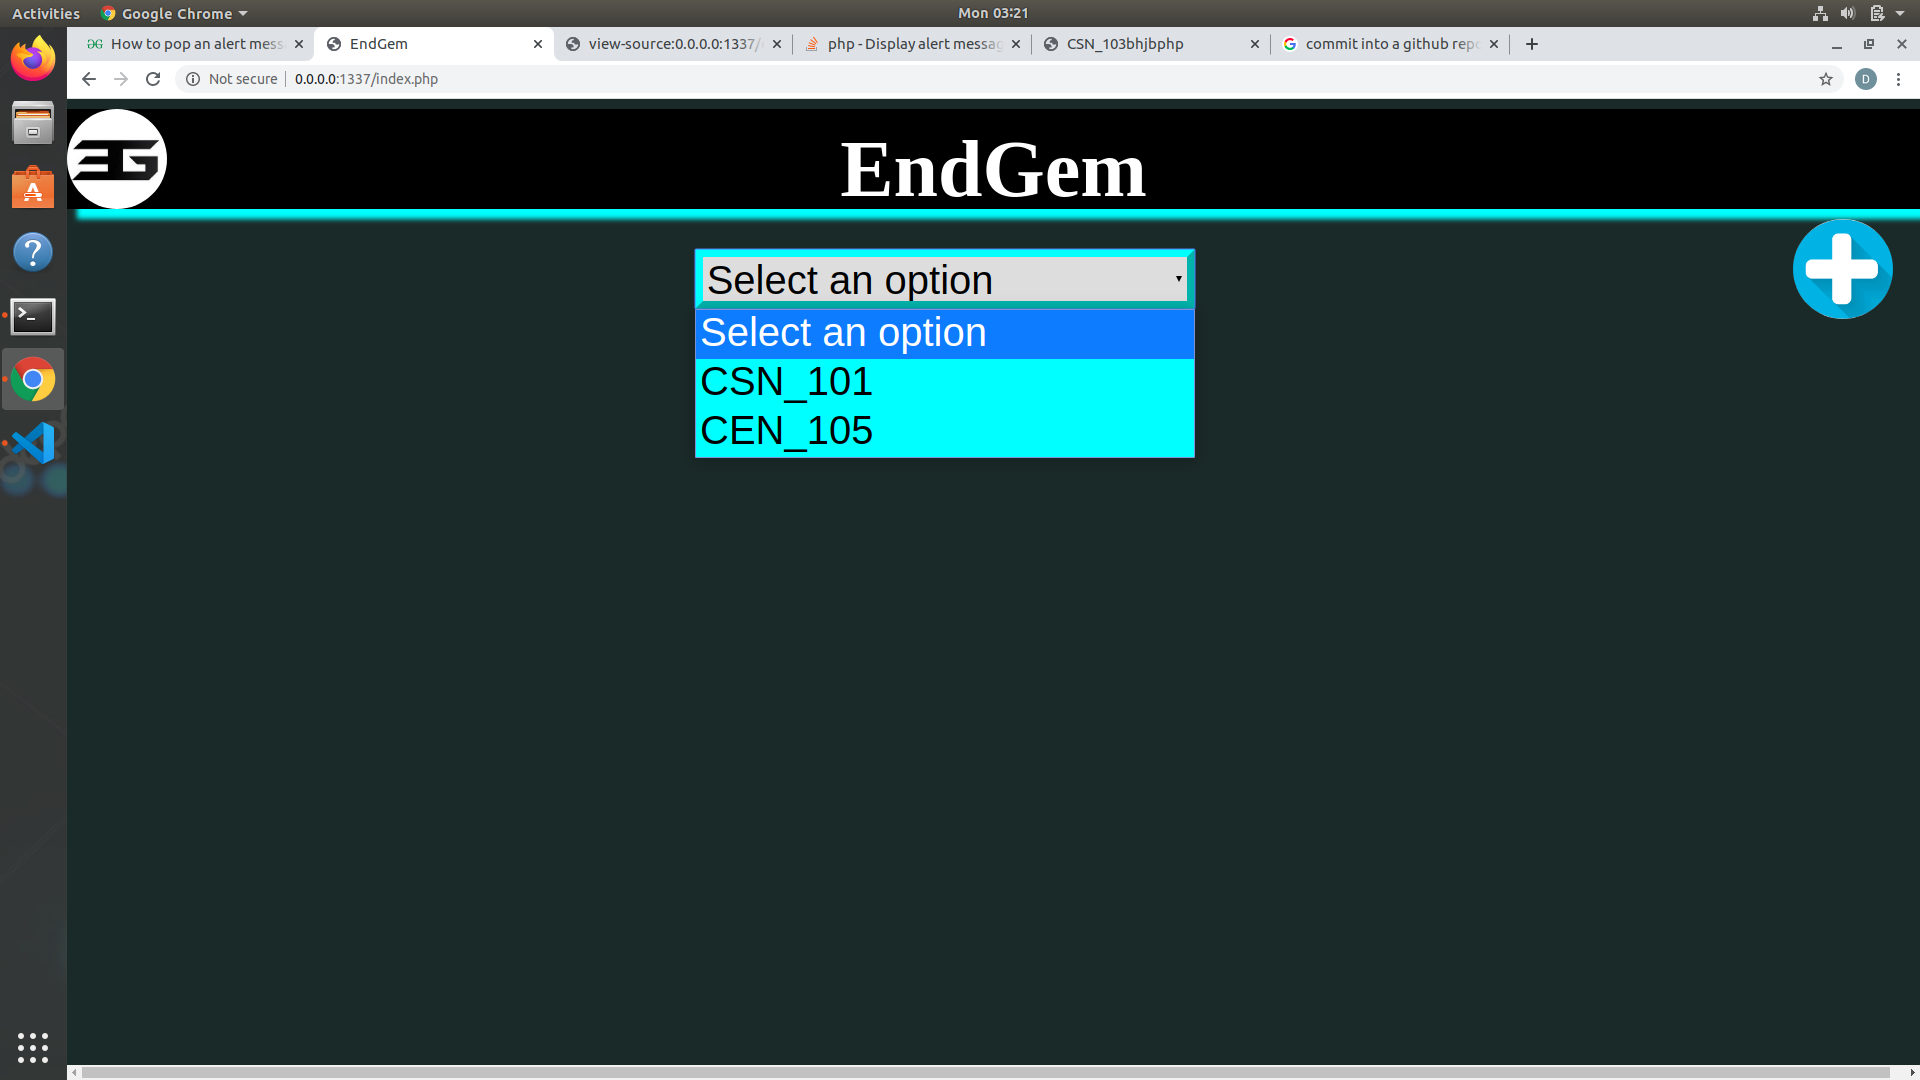 Activities
Google Chrome
Mon 03:21
How to pop an alert mess
EndGem
view-source:0.0.0.0:1337/
php - Display alert messag
CSN_103bhjbphp
commit into a github repo
Not secure
0.0.0.0:1337/index.php
D
EG
EndGem
Select an option
Select an option
CSN_101
CEN_105